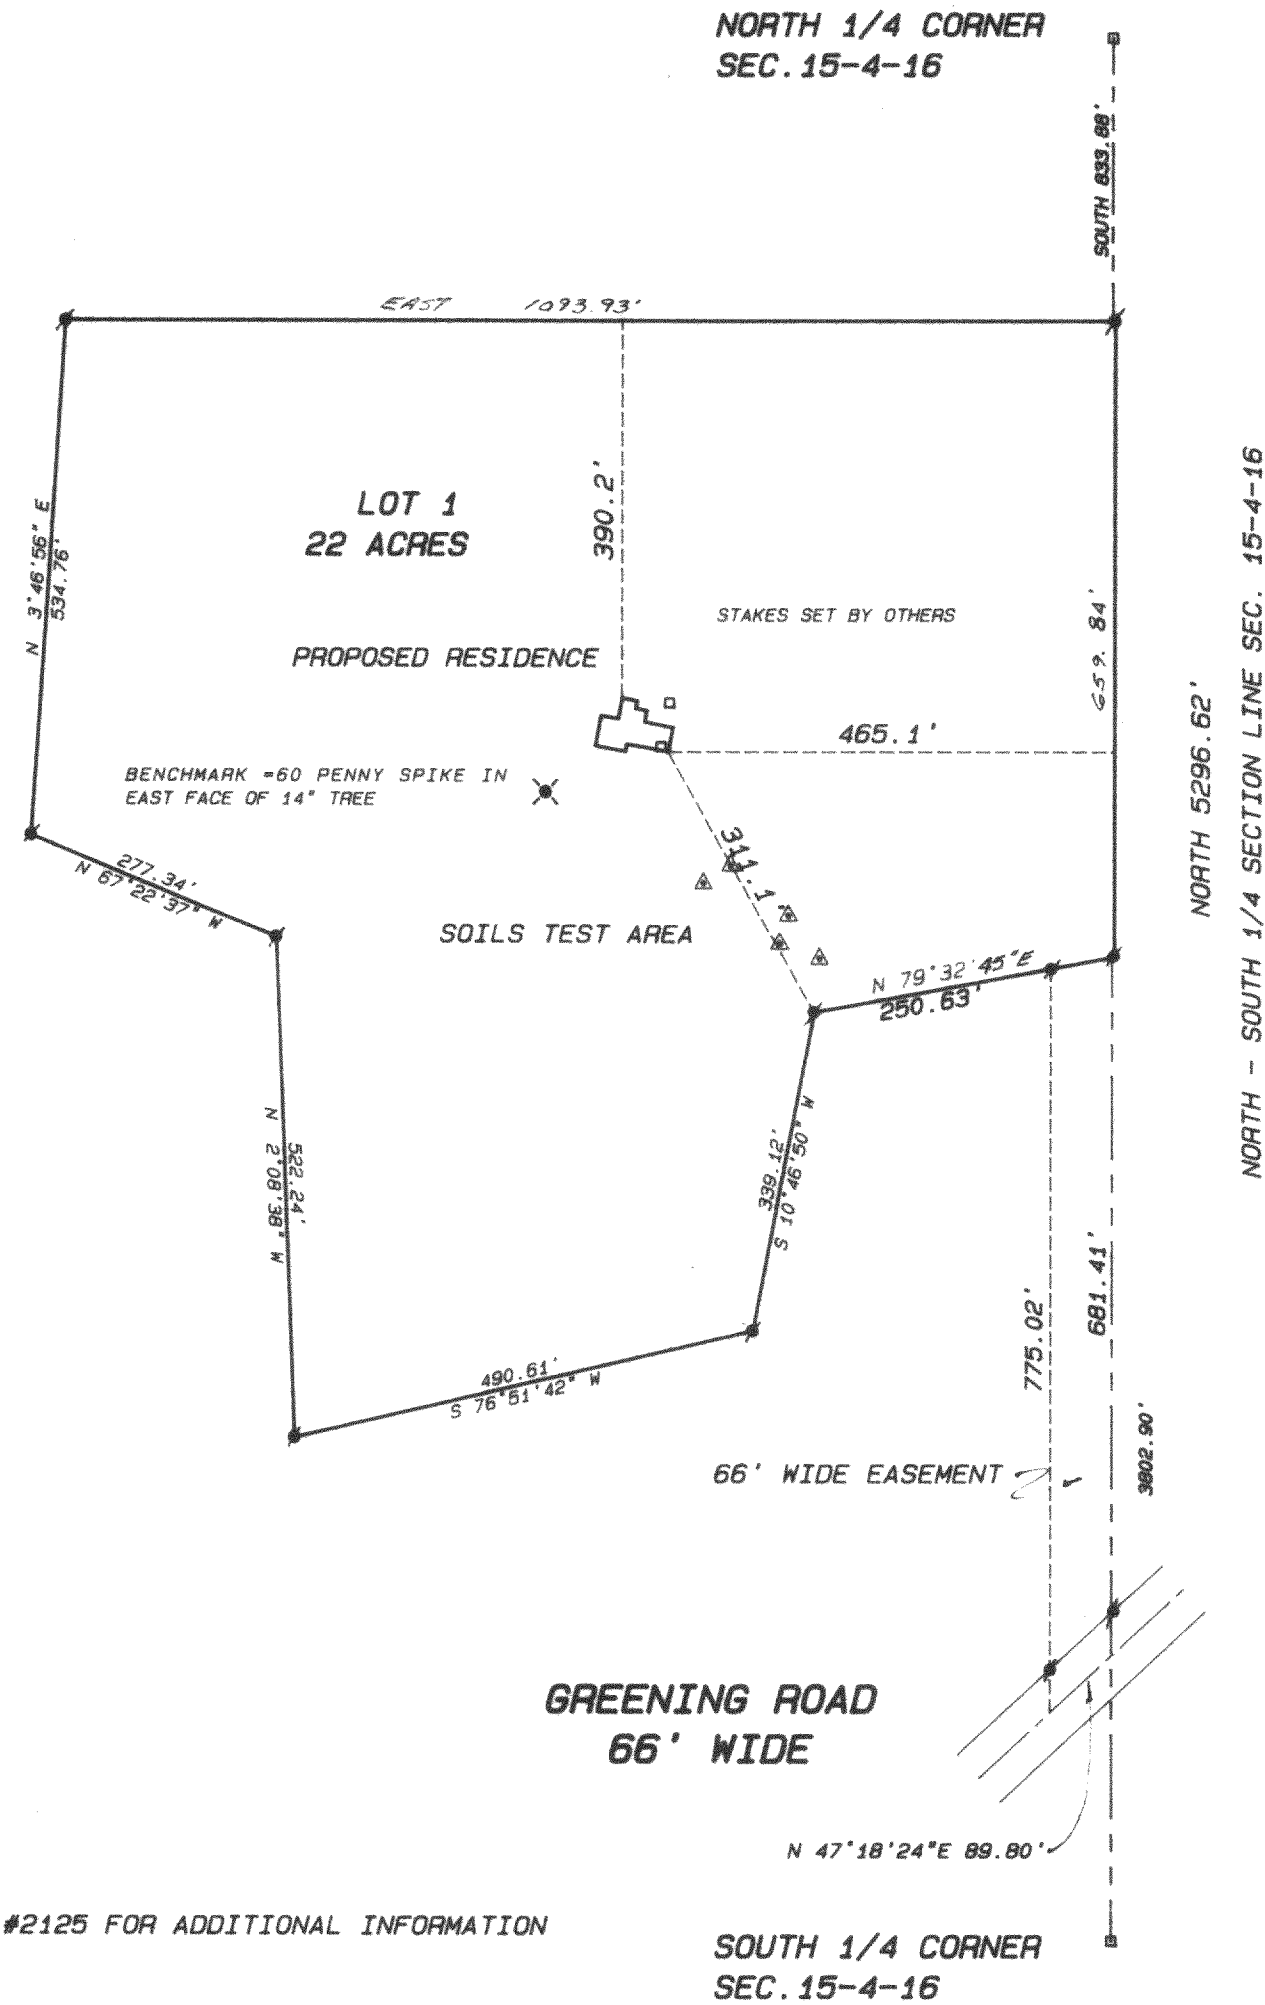 NORTH 1/4 CORNER
SEC. 15-4-16
SOUTH 833.88'
EAST 1093.93'
N 3°46'56" E
534.76'
LOT 1
22 ACRES
390.2'
STAKES SET BY OTHERS
659.84'
PROPOSED RESIDENCE
465.1'
NORTH 5296.62'
NORTH - SOUTH 1/4 SECTION LINE SEC. 15-4-16
BENCHMARK =60 PENNY SPIKE IN
EAST FACE OF 14" TREE
277.34'
N 67°22'37" W
311.1'
SOILS TEST AREA
N 79°32'45"E
250.63'
522.24'
N 2°08'38" W
339.12'
S 10°46'50" W
490.61'
S 76°51'42" W
775.02'
681.41'
3802.90'
66' WIDE EASEMENT
GREENING ROAD
66' WIDE
N 47°18'24"E 89.80'
#2125 FOR ADDITIONAL INFORMATION
SOUTH 1/4 CORNER
SEC. 15-4-16